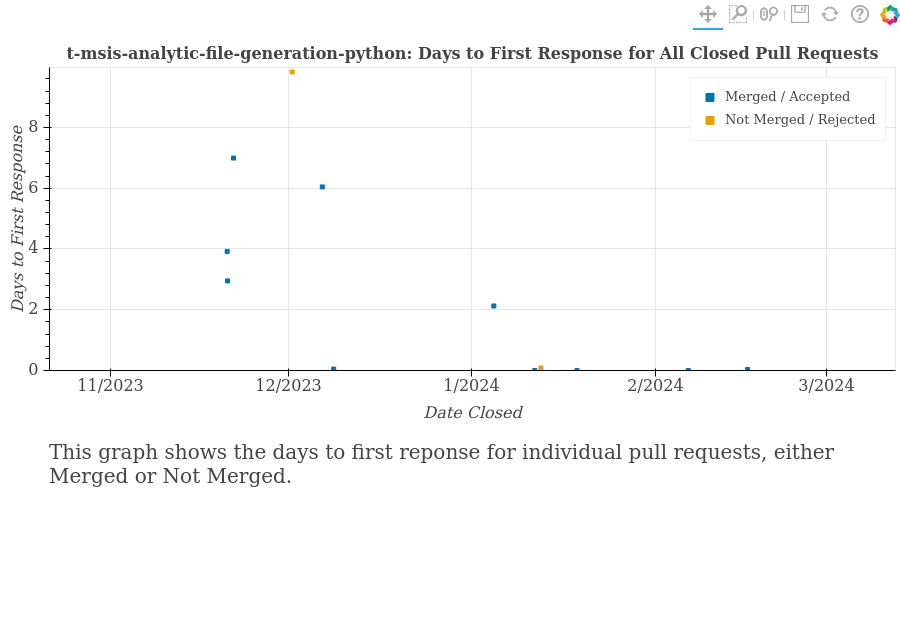 t-msis-analytic-file-generation-python: Days to First Response for All Closed Pull Requests
Merged / Accepted
Not Merged / Rejected
Days to First Response
8
6
4
2
0
11/2023
12/2023
1/2024
2/2024
3/2024
Date Closed
This graph shows the days to first reponse for individual pull requests, either
Merged or Not Merged.